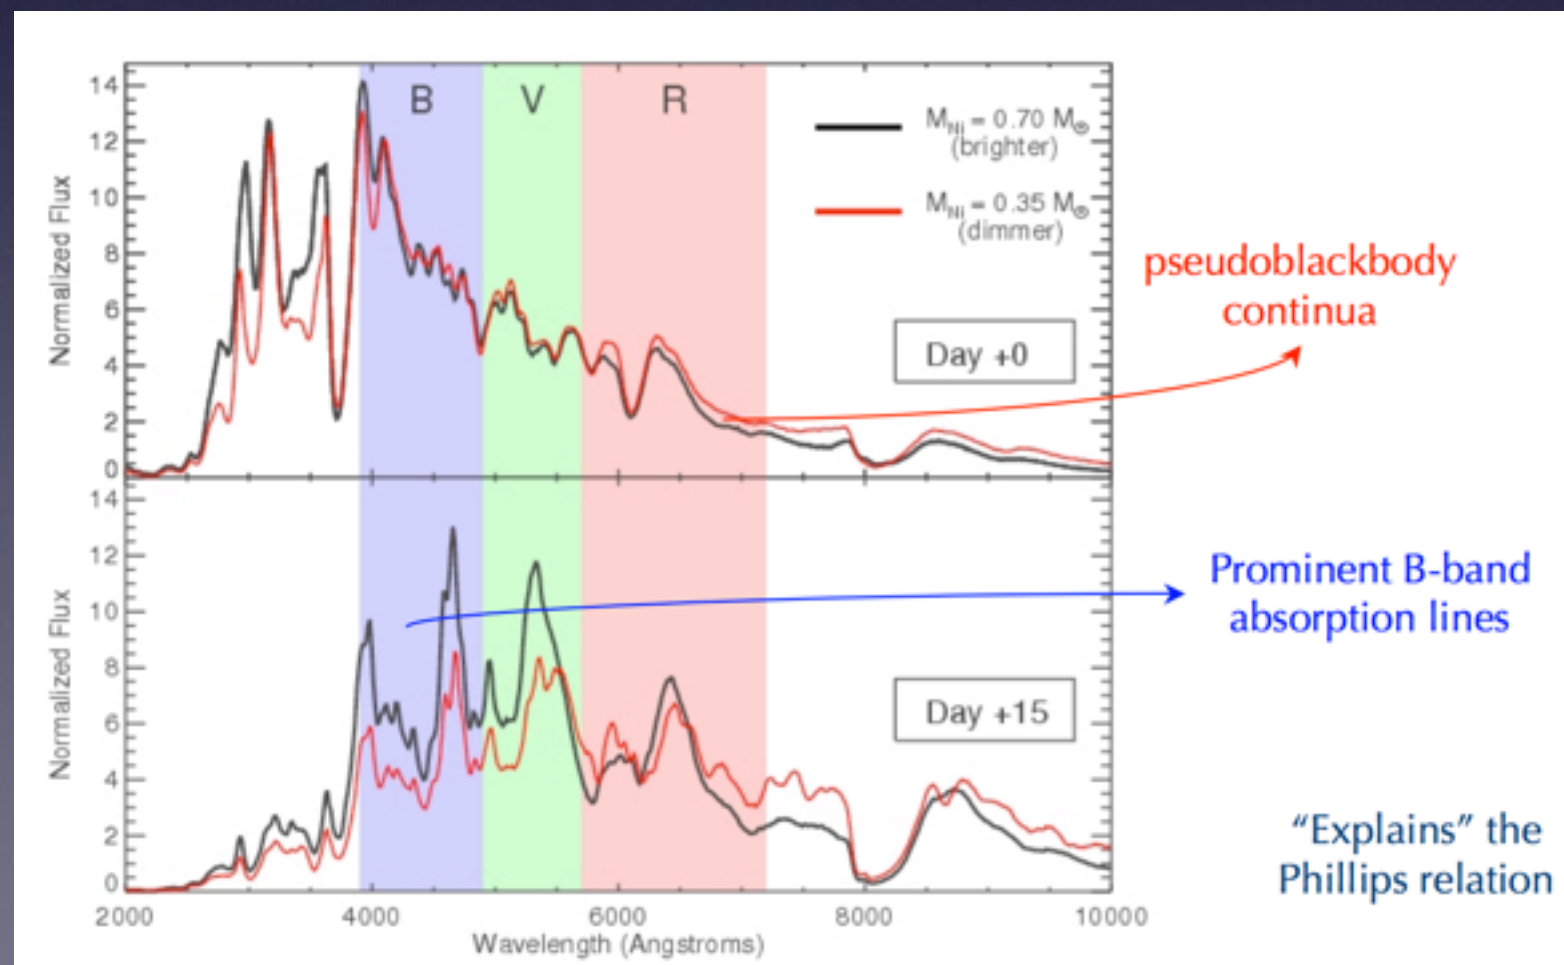 14
12
10
8
6
4
2
0
Normalized Flux
B
V
R
M_Ni = 0.70 M_⊙
(brighter)
M_Ni = 0.35 M_⊙
(dimmer)
Day +0
pseudoblackbody
continua
14
12
10
8
6
4
2
0
Normalized Flux
Day +15
Prominent B-band
absorption lines
"Explains" the
Phillips relation
2000 4000 6000 8000 10000
Wavelength (Angstroms)